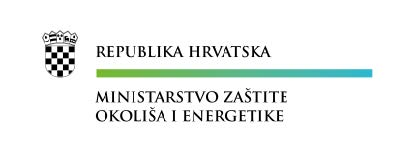 REPUBLIKA HRVATSKA
MINISTARSTVO ZAŠTITE
OKOLIŠA I ENERGETIKE